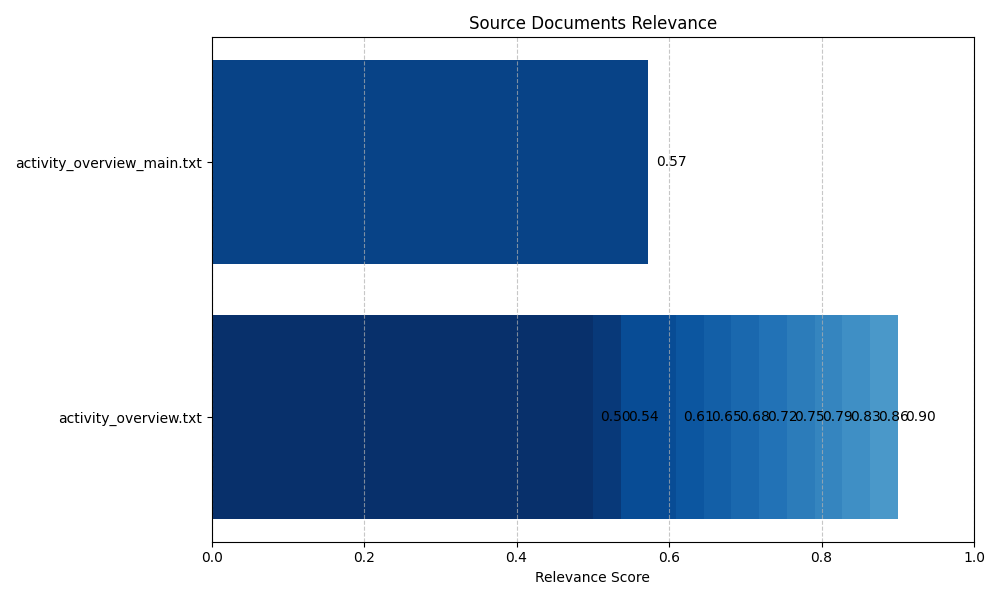 Source Documents Relevance
activity_overview_main.txt
0.57
activity_overview.txt
0.50 0.54 0.61 0.65 0.68 0.72 0.75 0.79 0.83 0.86 0.90
0.0 0.2 0.4 0.6 0.8 1.0
Relevance Score